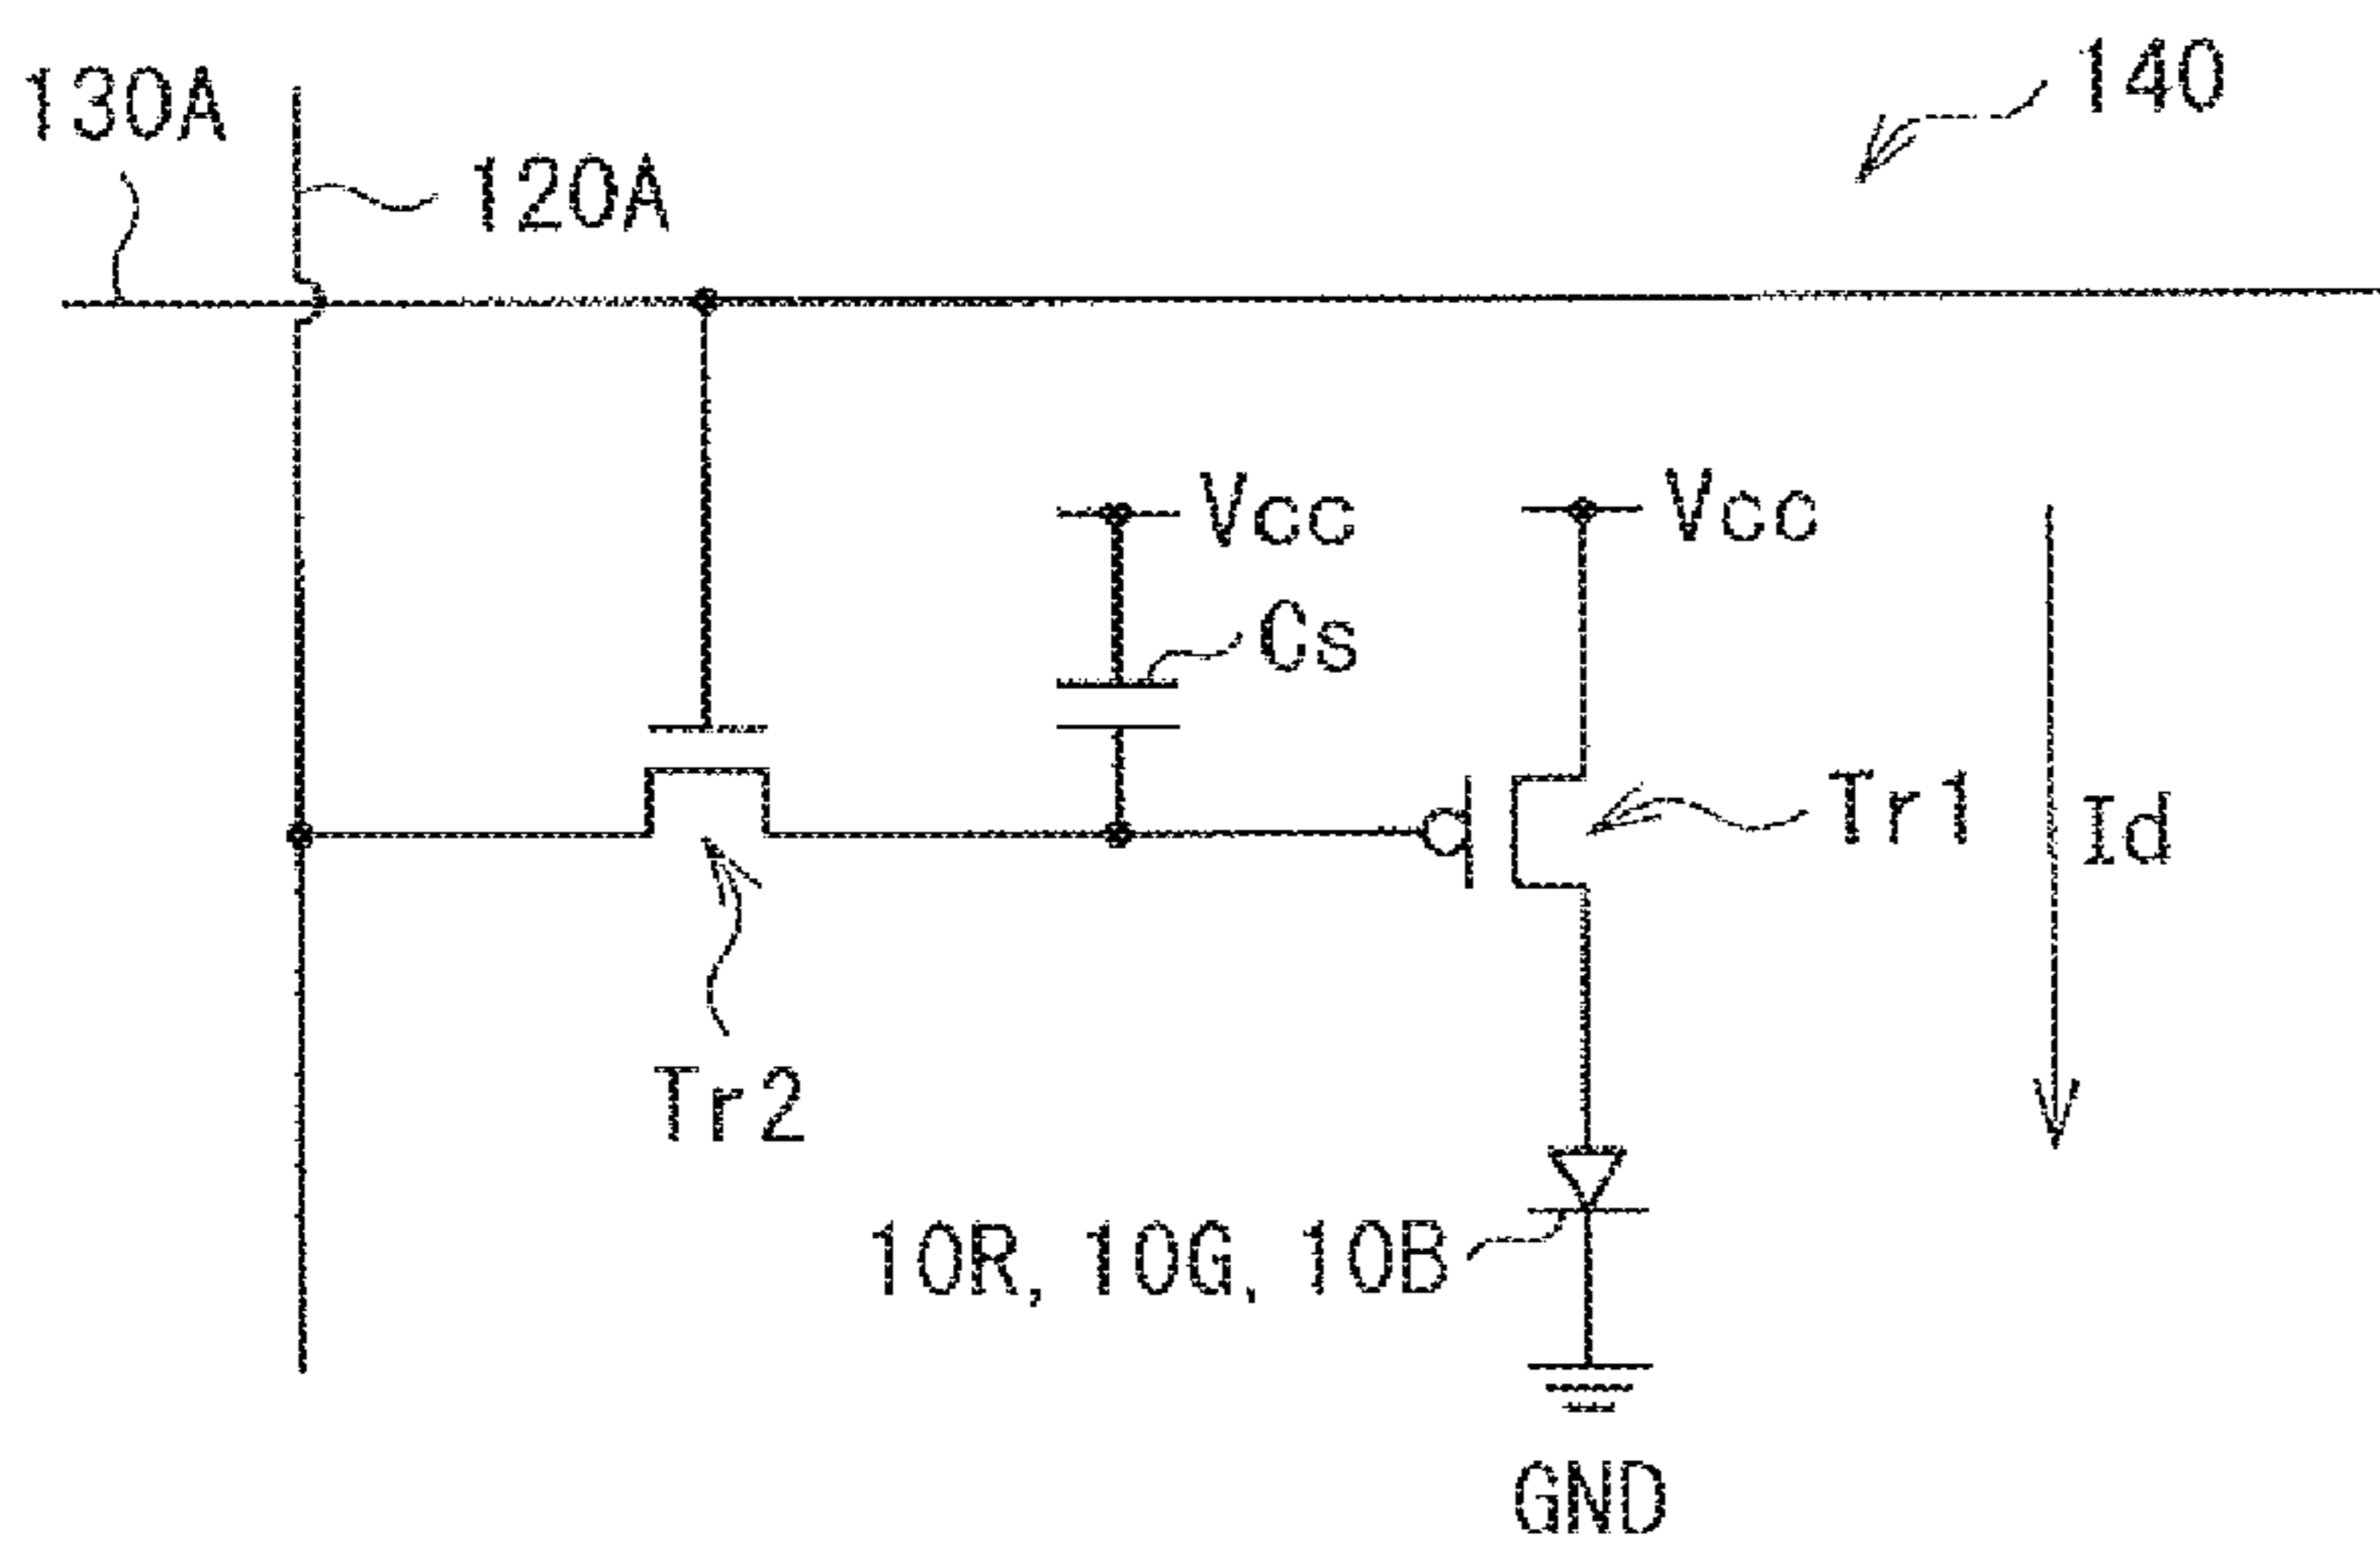 140
130A
120A
Vcc
Vcc
Cs
Tr1
Id
Tr2
10R, 10G, 10B
GND